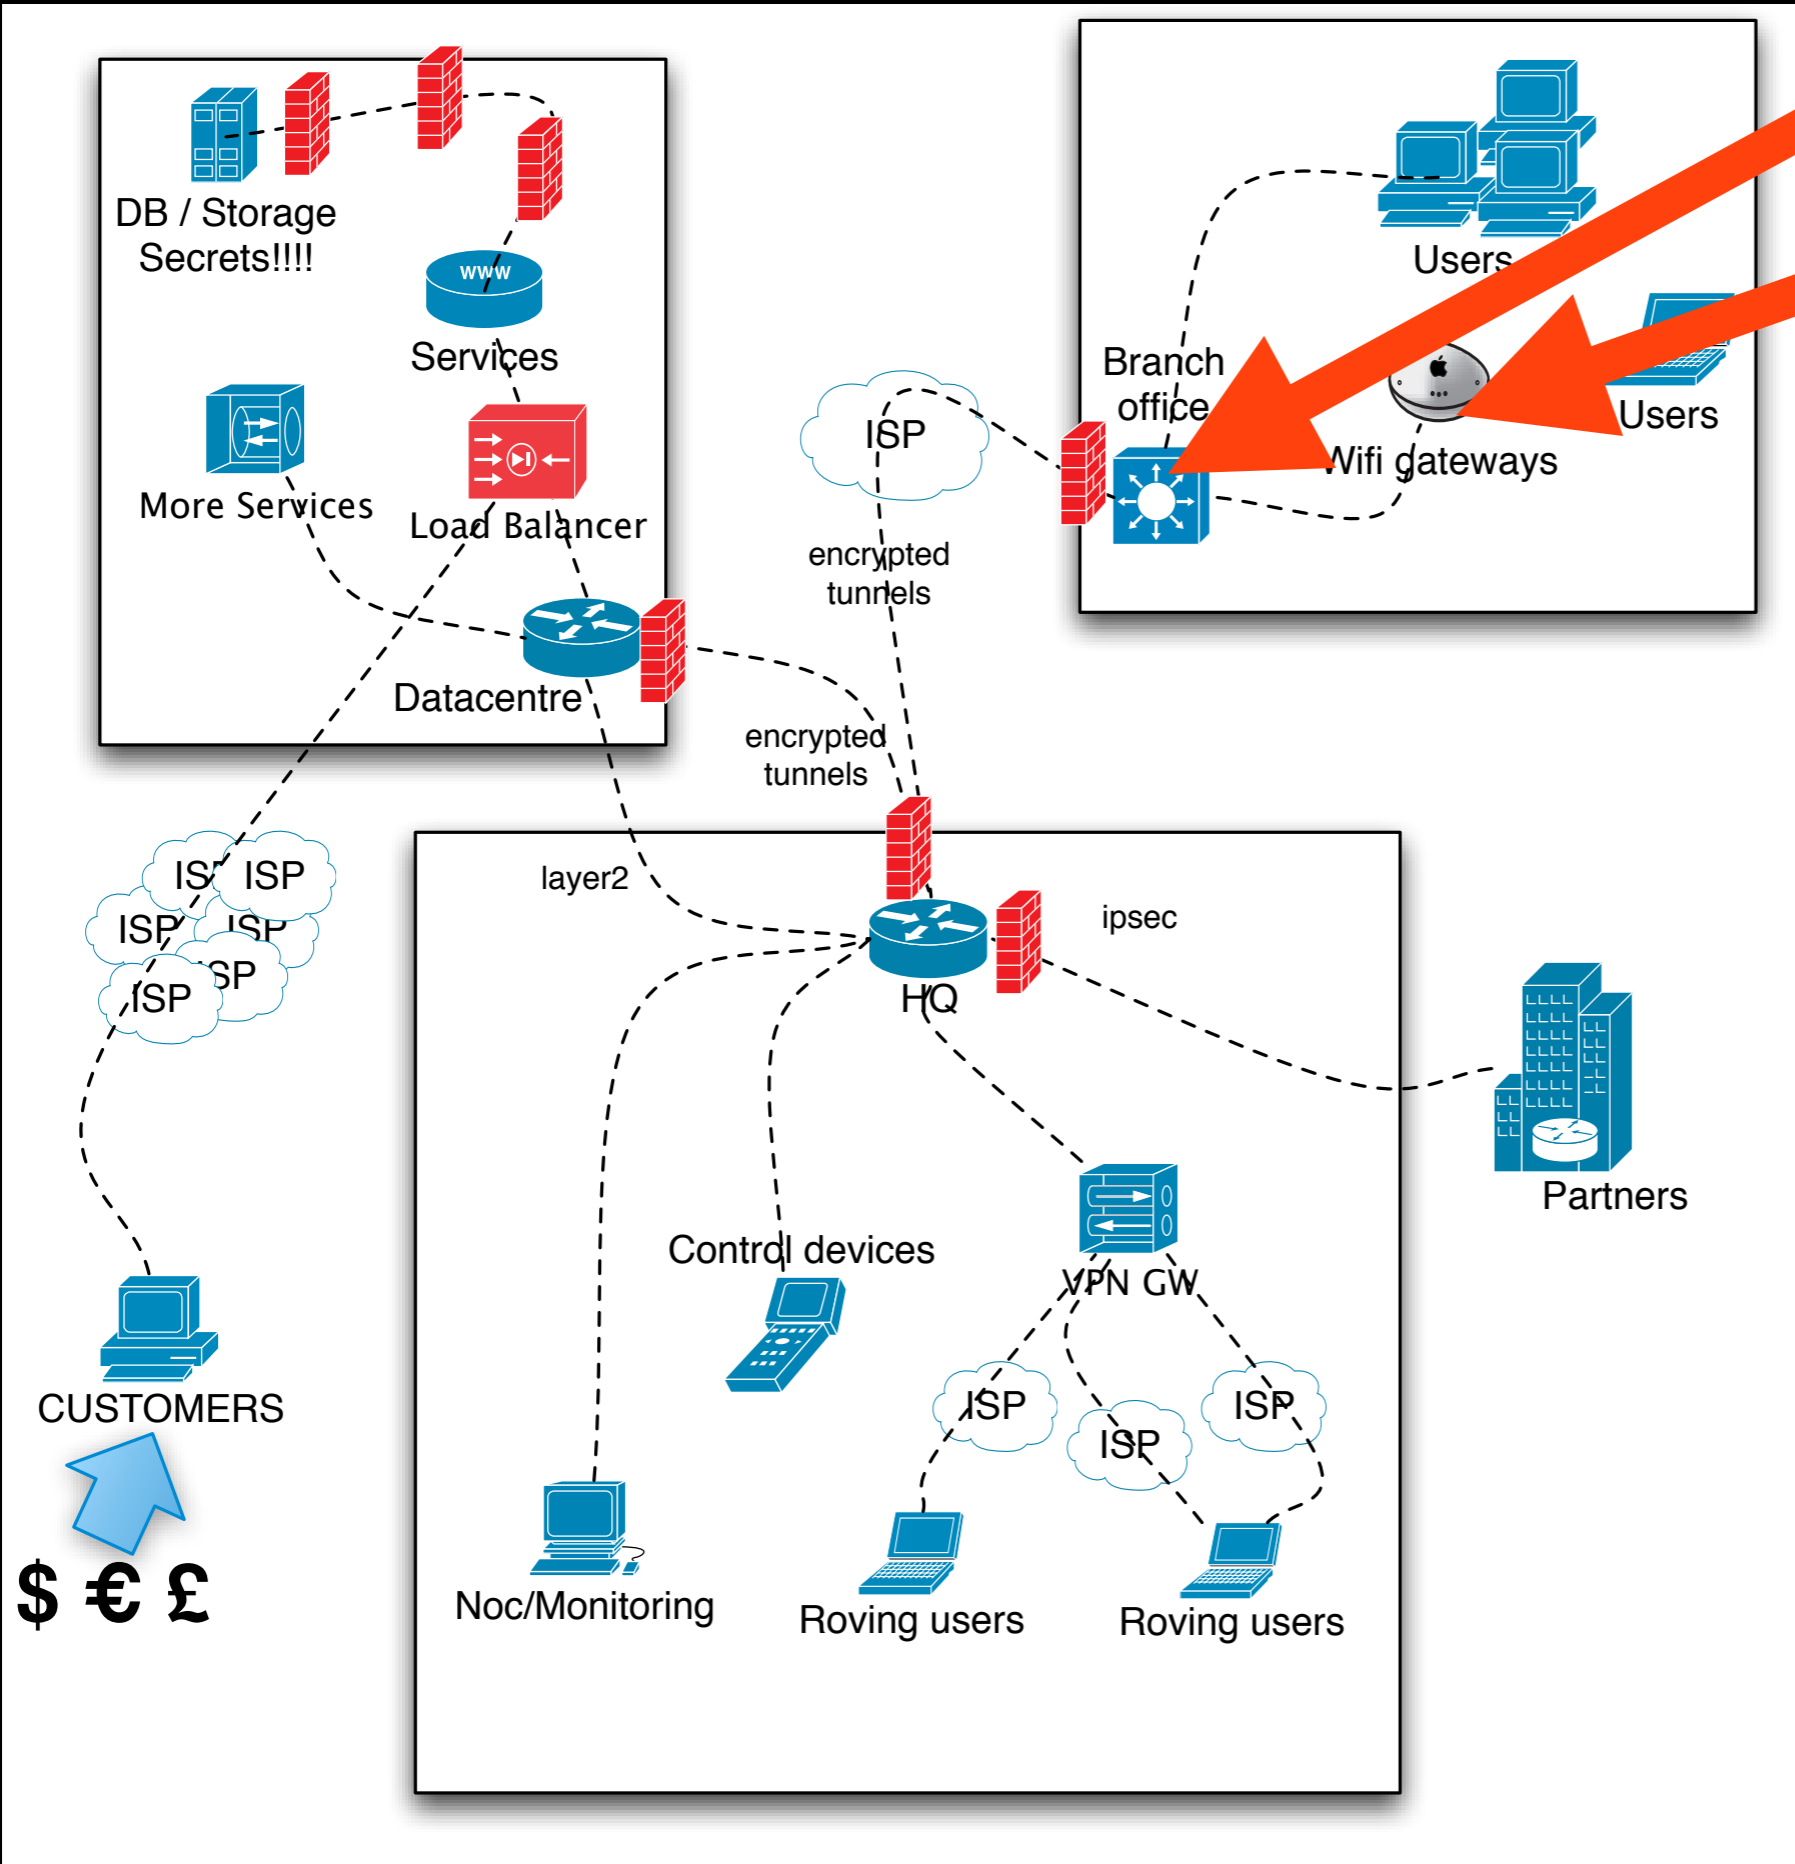 DB / Storage
Secrets!!!!
www
Services
More Services
Load Balancer
Datacentre
Users
Branch
office
Users
Wifi gateways
ISP
encrypted
tunnels
encrypted
tunnels
layer2
ISP
ISP
ISP
ISP
ISP
ISP
HQ
ipsec
Partners
Control devices
VPN GW
ISP
ISP
ISP
CUSTOMERS
$ € £
Noc/Monitoring
Roving users
Roving users